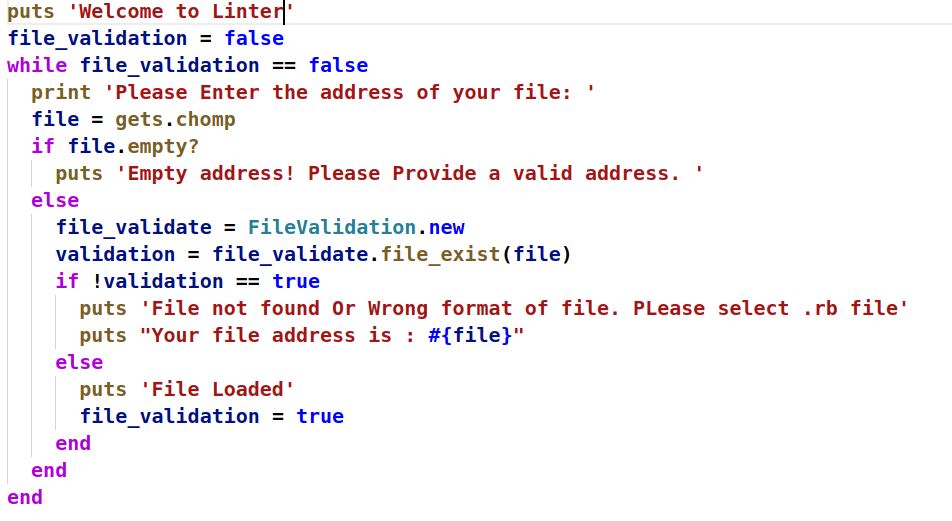 puts 'Welcome to Linter'
file_validation = false
while file_validation == false
  print 'Please Enter the address of your file: '
  file = gets.chomp
  if file.empty?
    puts 'Empty address! Please Provide a valid address. '
  else
    file_validate = FileValidation.new
    validation = file_validate.file_exist(file)
    if !validation == true
      puts 'File not found Or Wrong format of file. PLease select .rb file'
      puts "Your file address is : #{file}"
    else
      puts 'File Loaded'
      file_validation = true
    end
  end
end